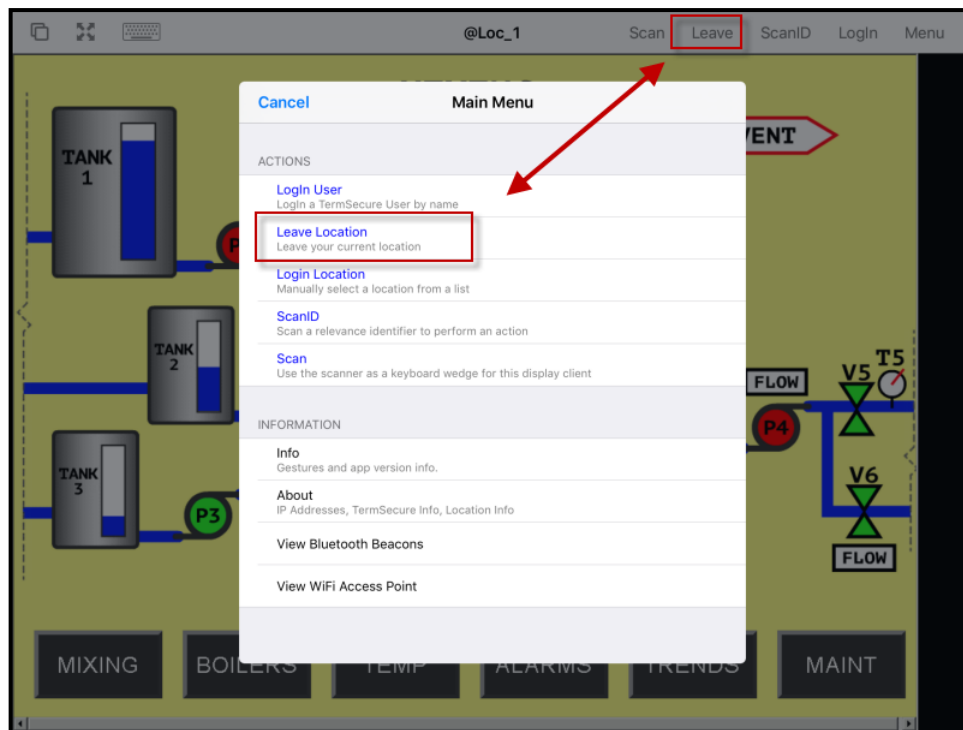 @Loc_1 Scan Leave ScanID LogIn Menu
Cancel Main Menu
ACTIONS
LogIn User
LogIn a TermSecure User by name
Leave Location
Leave your current location
Login Location
Manually select a location from a list
ScanID
Scan a relevance identifier to perform an action
Scan
Use the scanner as a keyboard wedge for this display client
INFORMATION
Info
Gestures and app version info.
About
IP Addresses, TermSecure Info, Location Info
View Bluetooth Beacons
View WiFi Access Point
TANK
1
TANK
2
TANK
3
P3
FLOW
P4
V5
T5
V6
FLOW
MIXING BOILERS TEMP ALARMS TRENDS MAINT